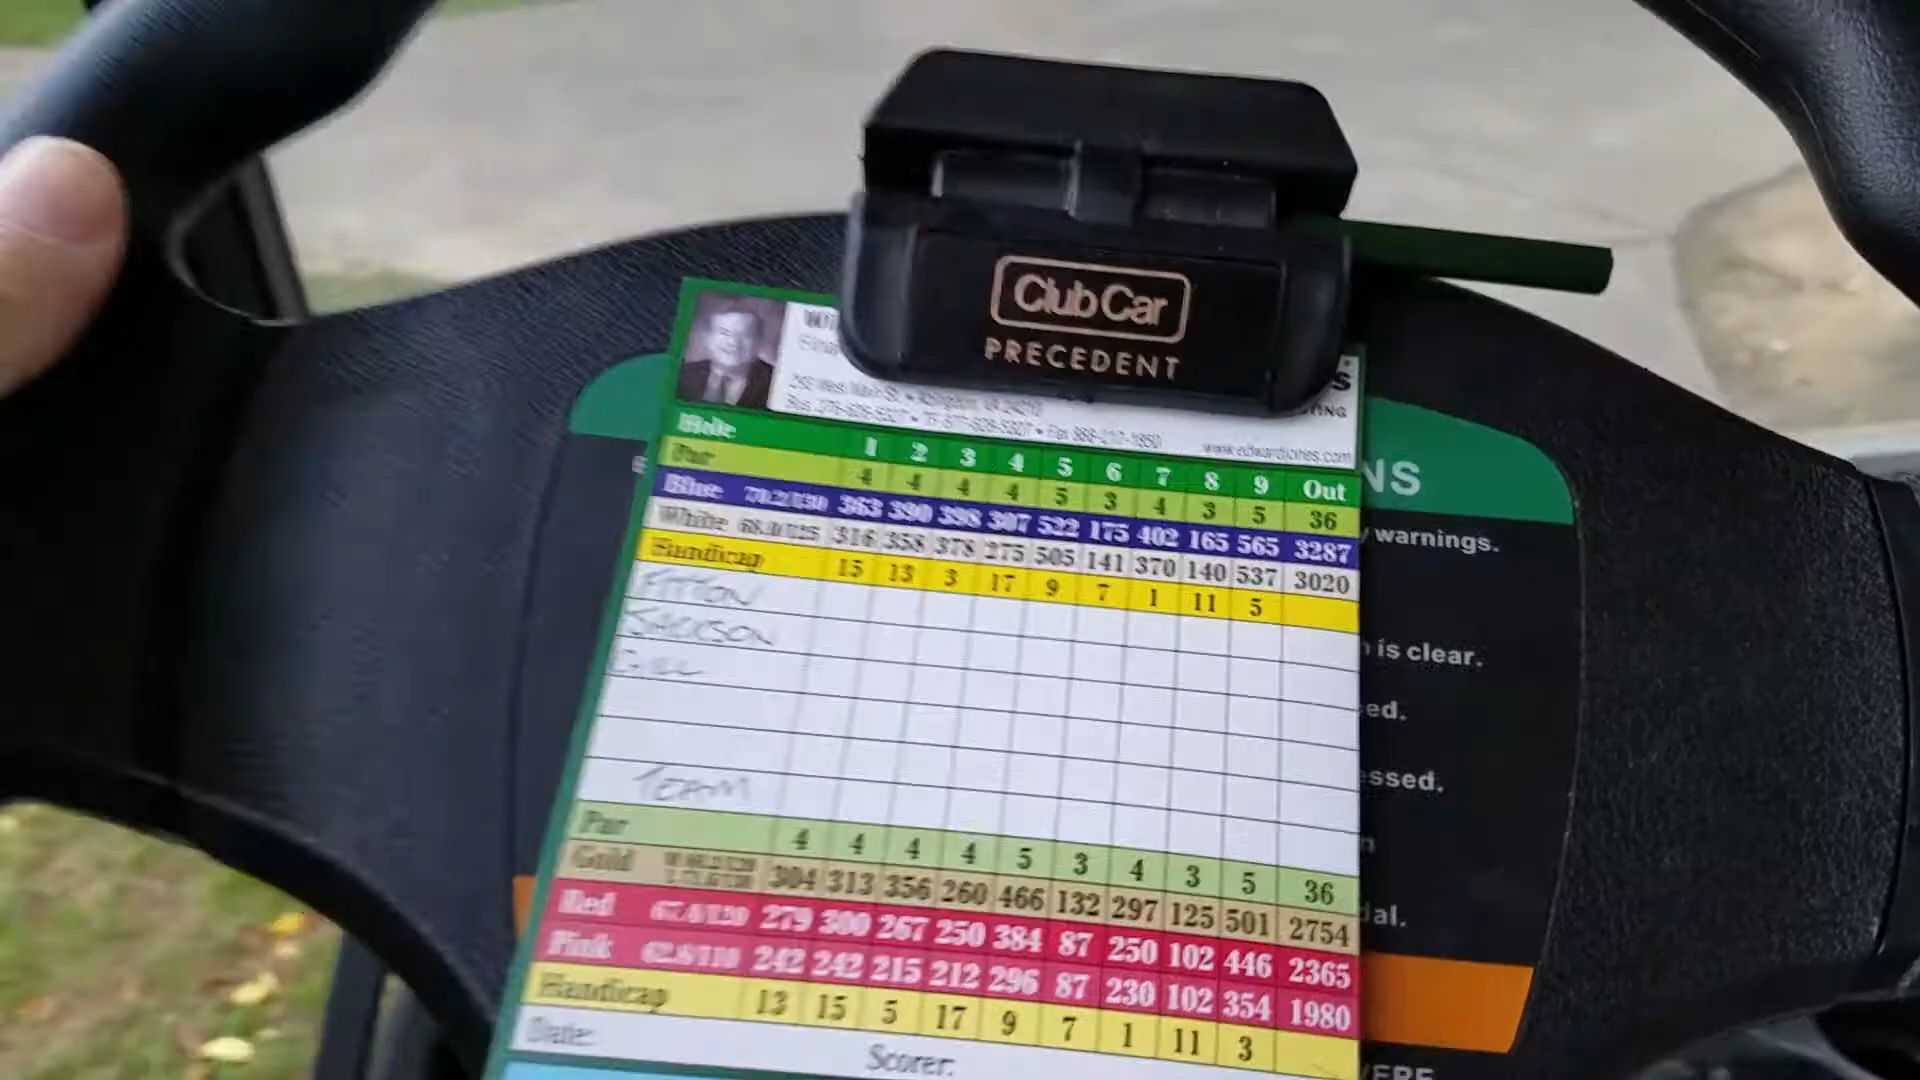 Club Car
PRECEDENT
S
TING
www.edwardjones.com
Hole 1 2 3 4 5 6 7 8 9 Out
Par 4 4 4 4 5 3 4 3 5 36
Blue 363 390 398 307 522 175 402 165 565 3287
White 316 358 378 275 505 141 370 140 537 3020
Handicap 15 13 3 17 9 7 1 11 5
JACKSON
TEAM
Par 4 4 4 4 5 3 4 3 5 36
Gold 304 313 356 260 466 132 297 125 501 2754
Red 279 300 267 250 384 87 250 102 446 2365
Pink 242 242 215 212 296 87 230 102 354 1980
Handicap 13 15 5 17 9 7 1 11 3
Date: Scorer:
NS
warnings.
is clear.
ed.
essed.
dal.